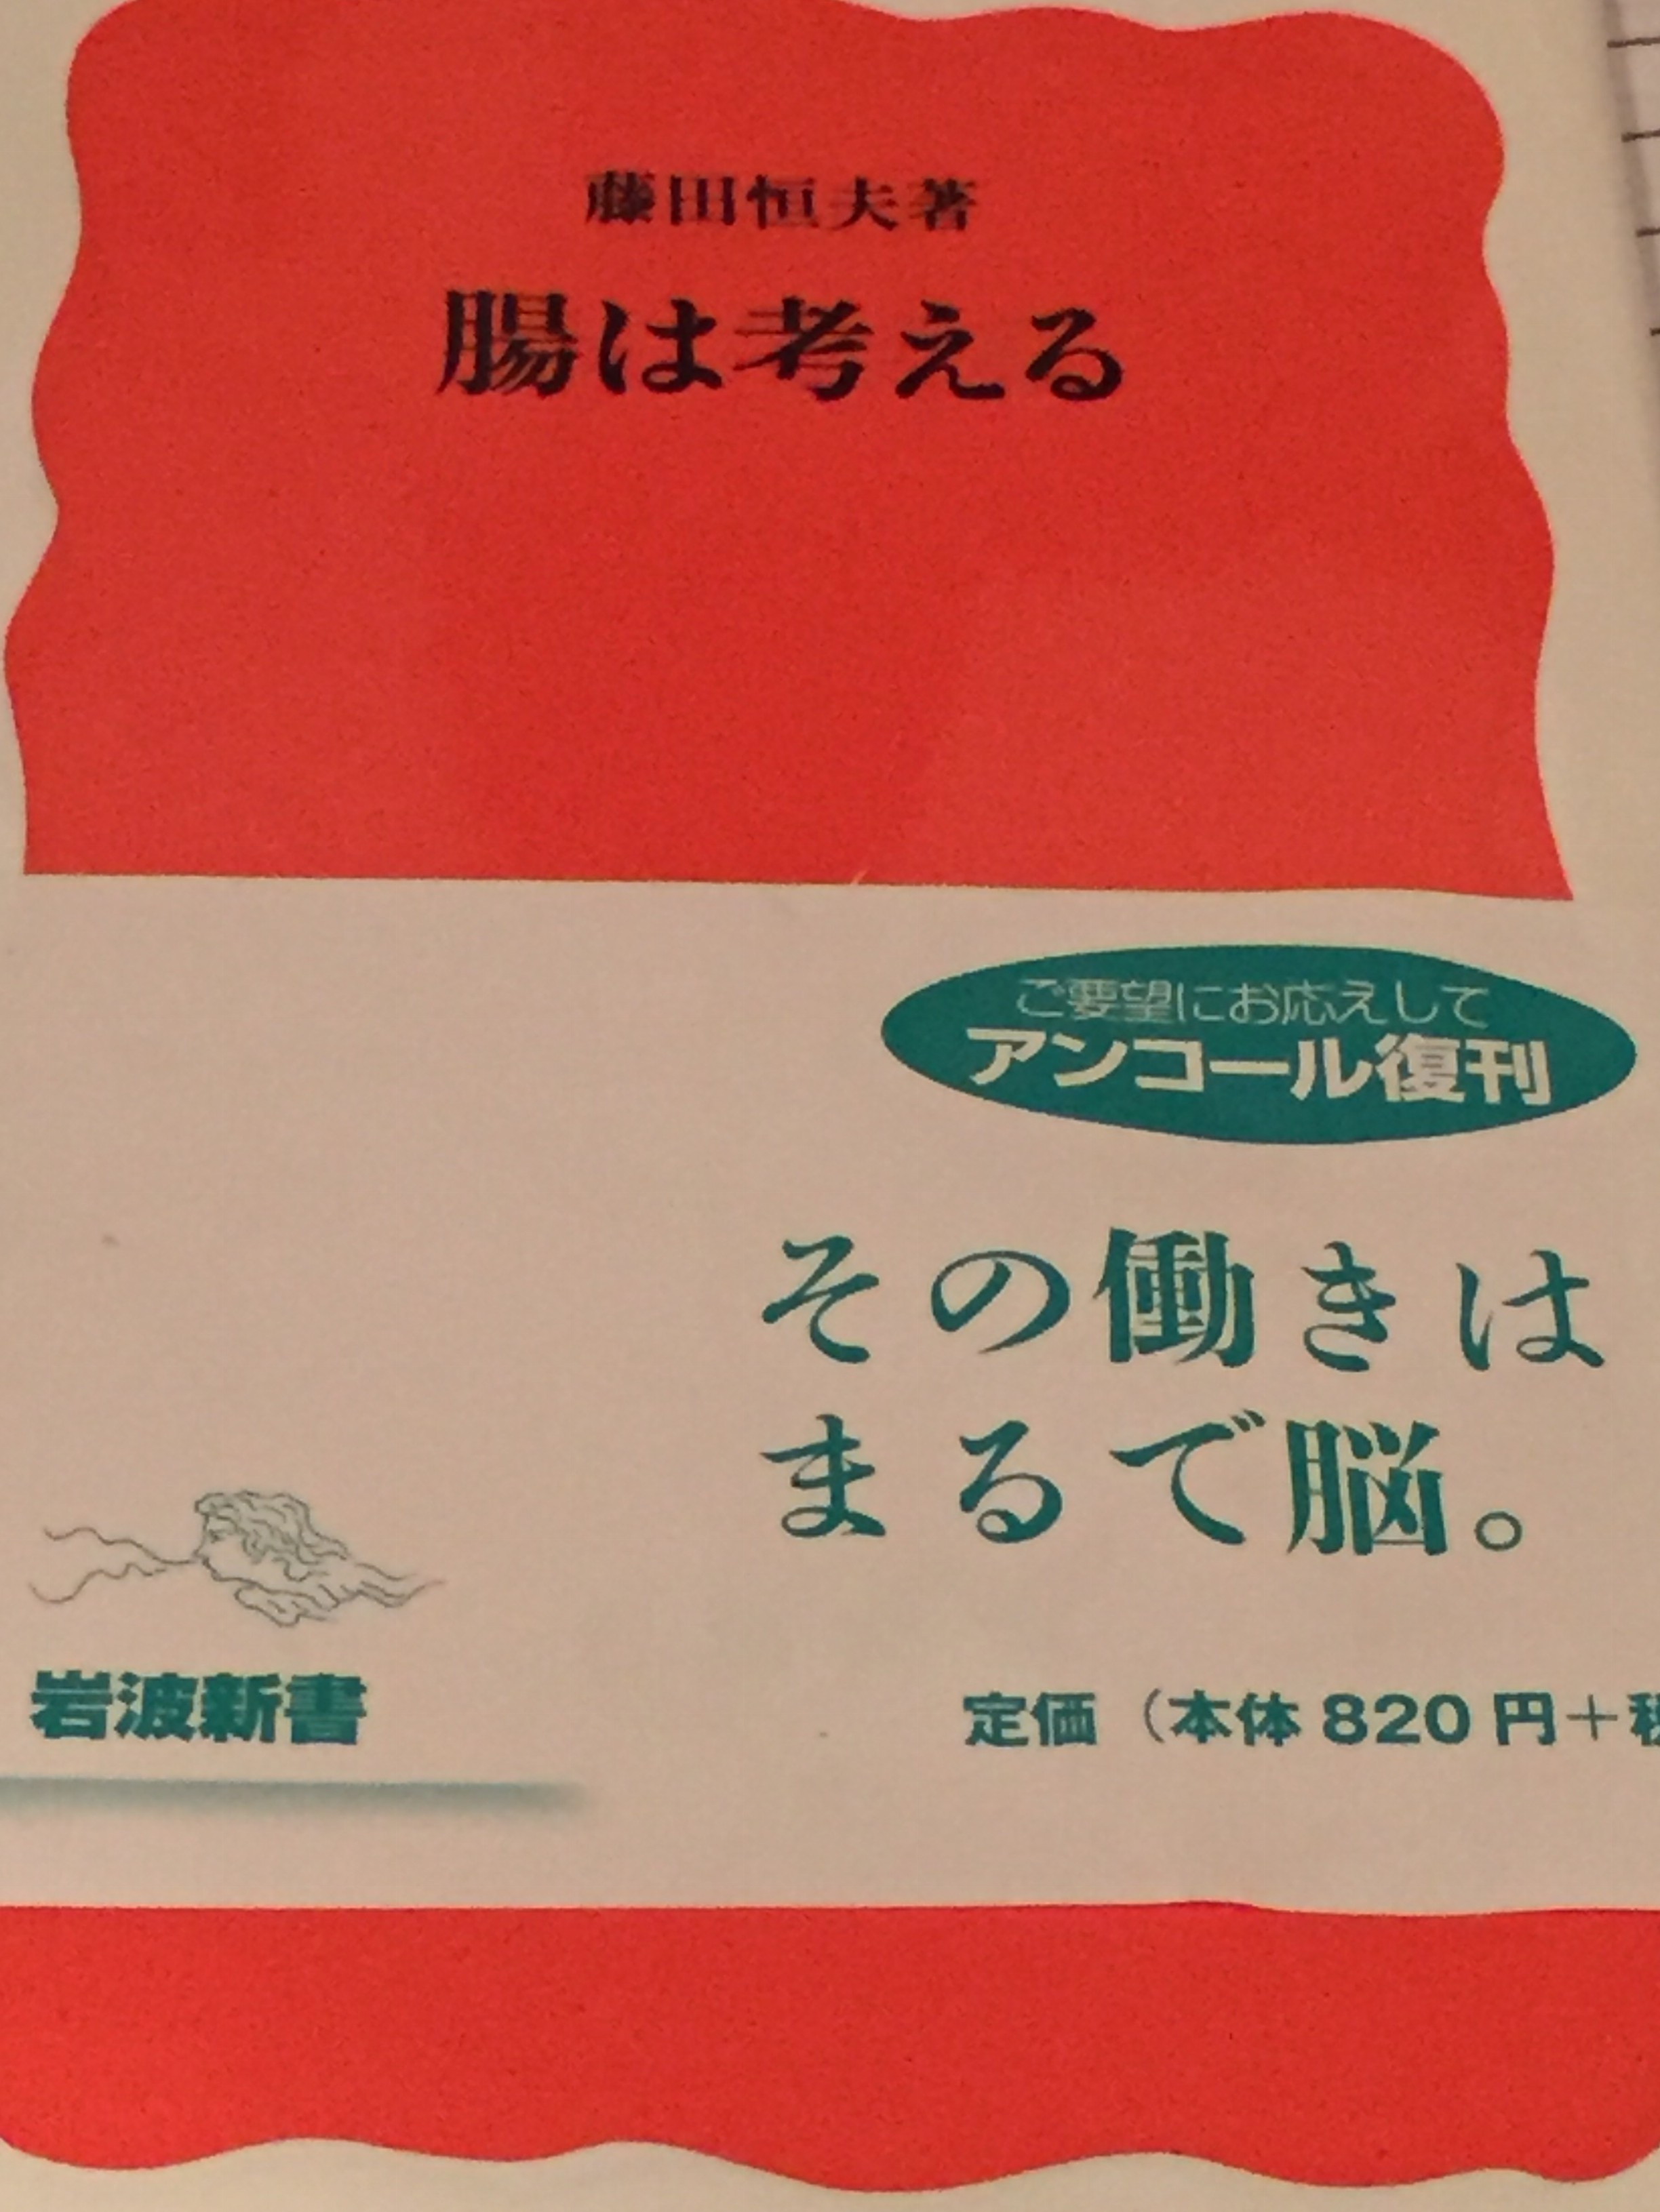 藤田恒夫著
腸は考える
ご要望にお応えして
アンコール復刊
その働きは
まるで脳。
岩波新書
定価（本体820円＋税